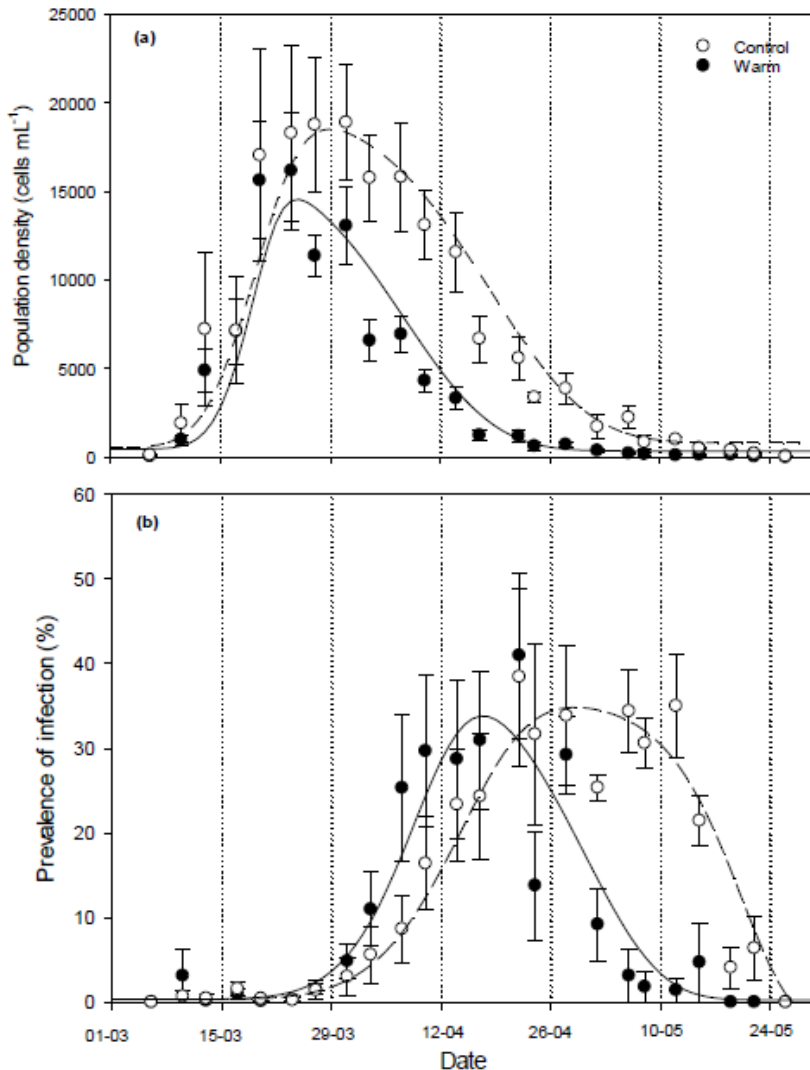 (a)
Control
Warm
25000
20000
15000
10000
5000
0
Population density (cells mL⁻¹)
(b)
60
50
40
30
20
10
0
Prevalence of infection (%)
01-03 15-03 29-03 12-04 26-04 10-05 24-05
Date